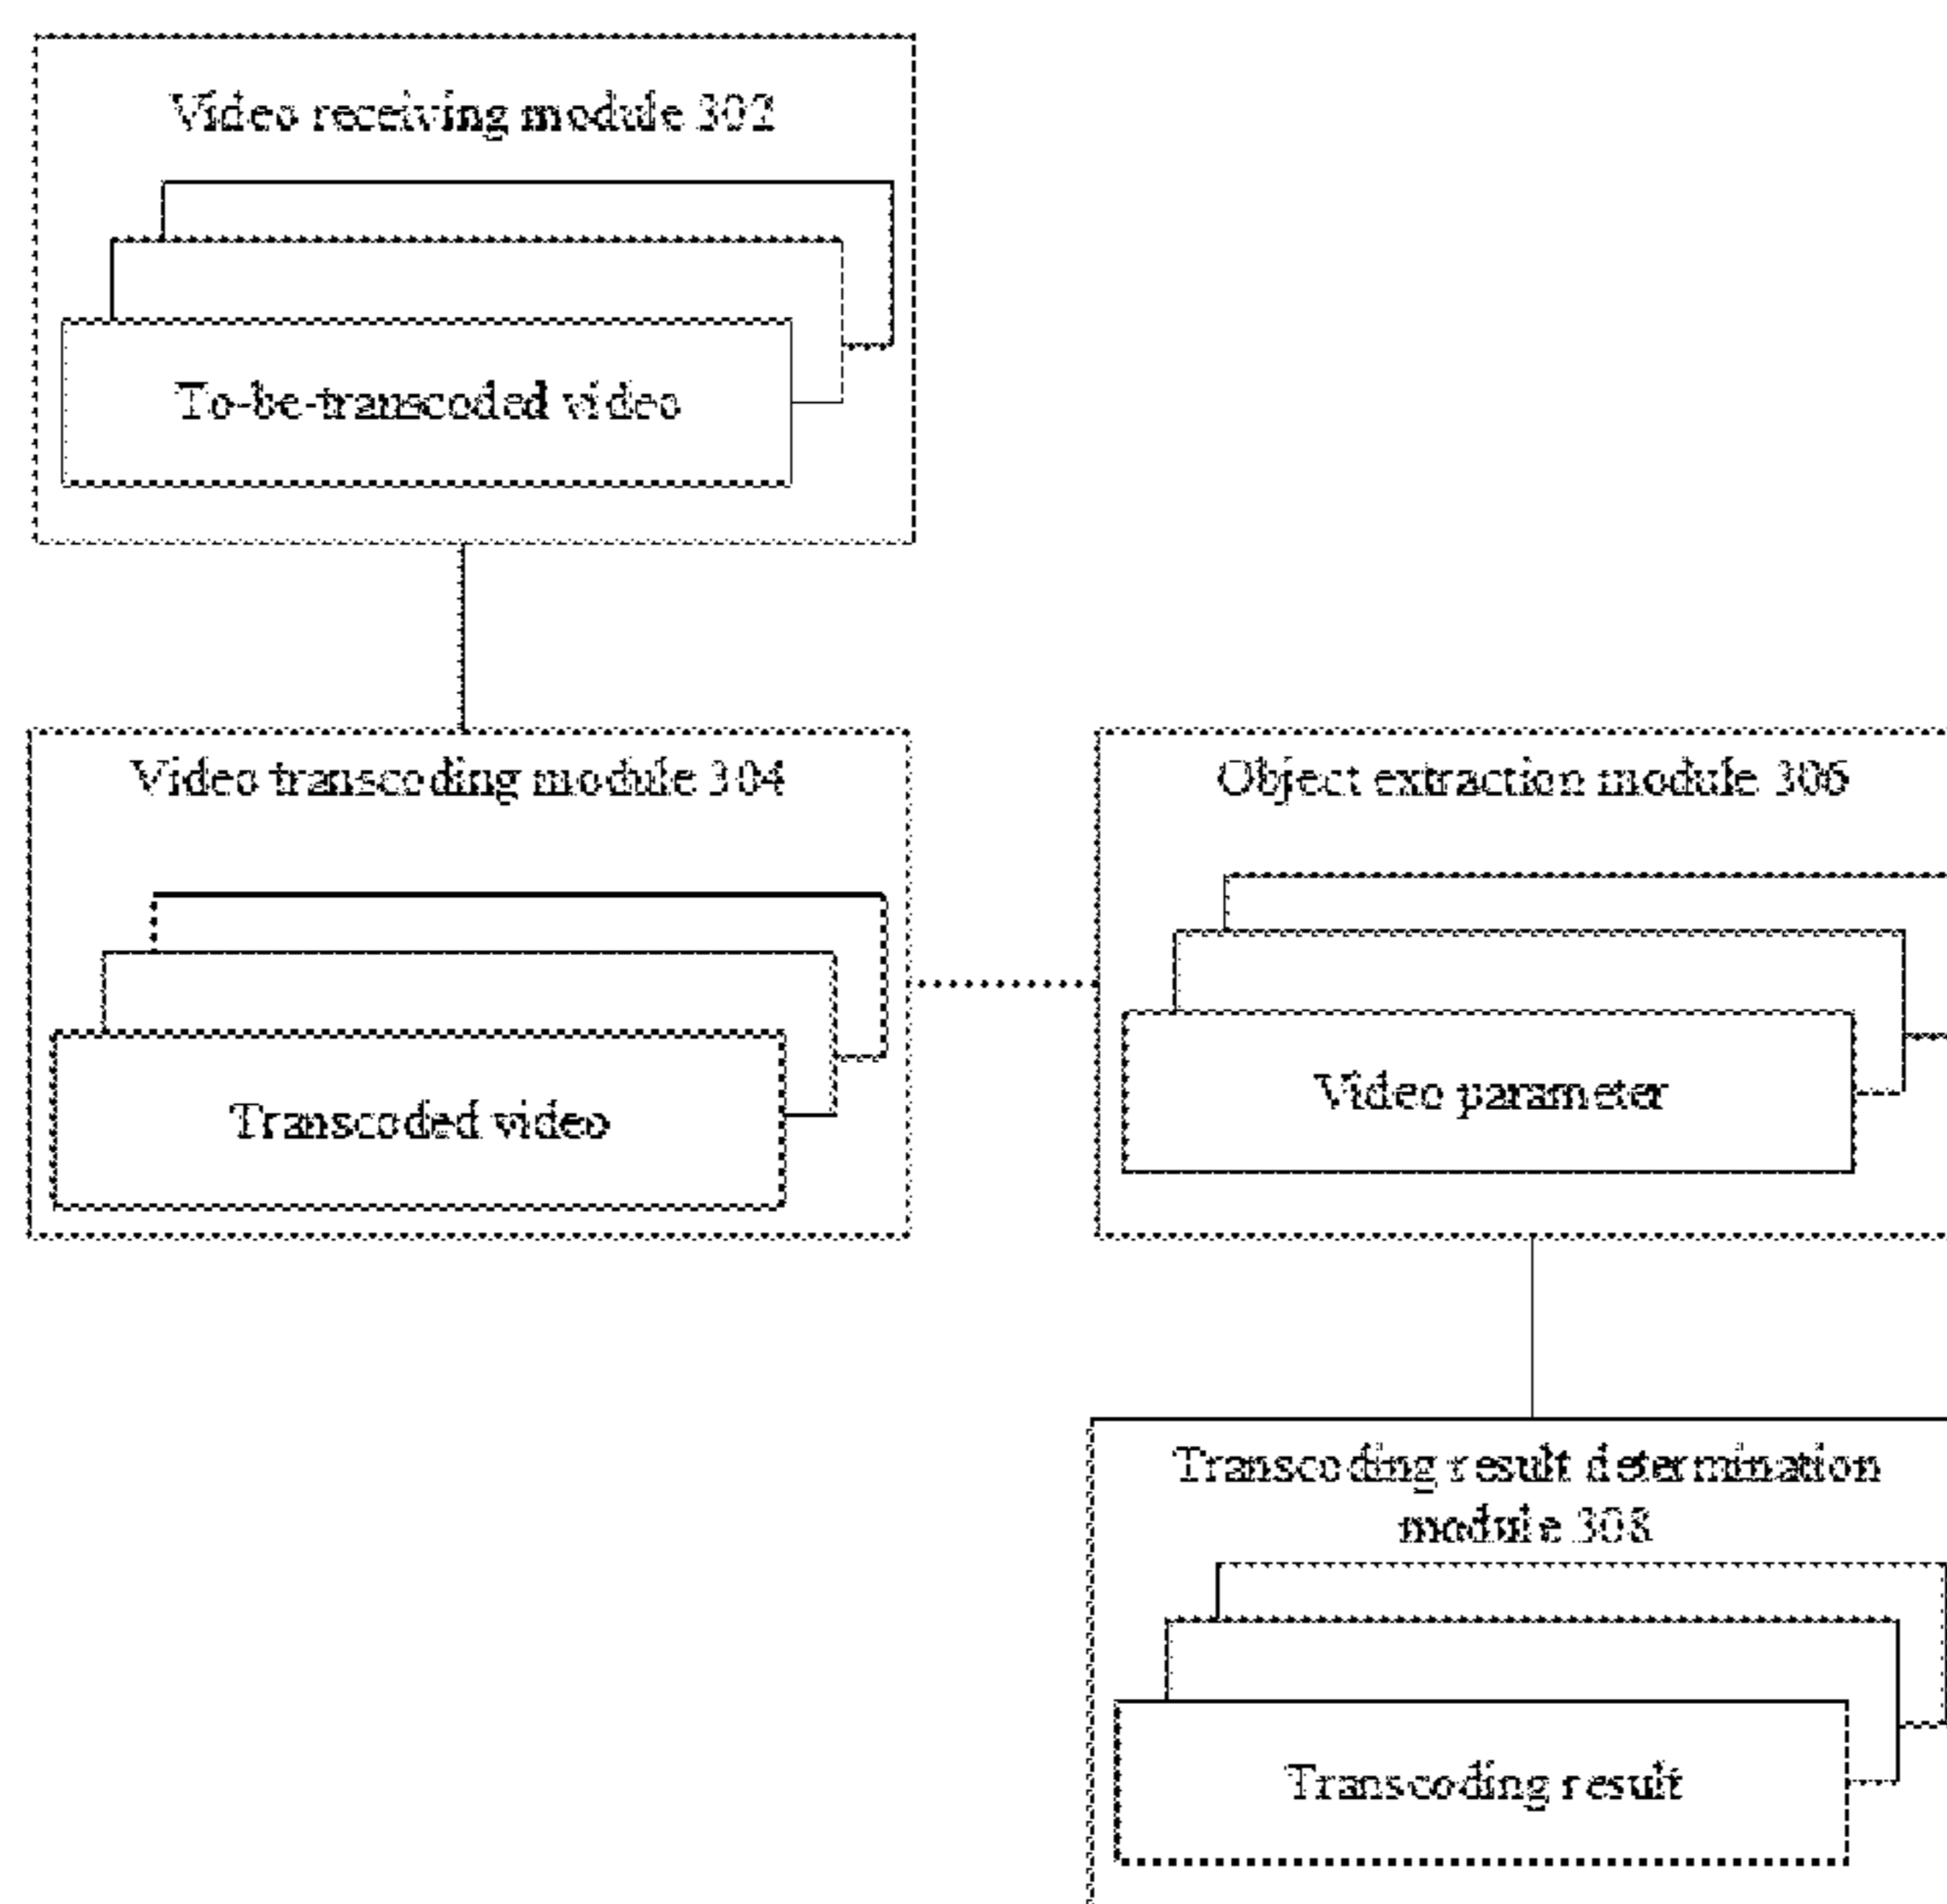 Video receiving module 302
To-be-transcoded video
Video transcoding module 304
Transcoded video
Object extraction module 306
Video parameter
Transcoding result determination
module 308
Transcoding result